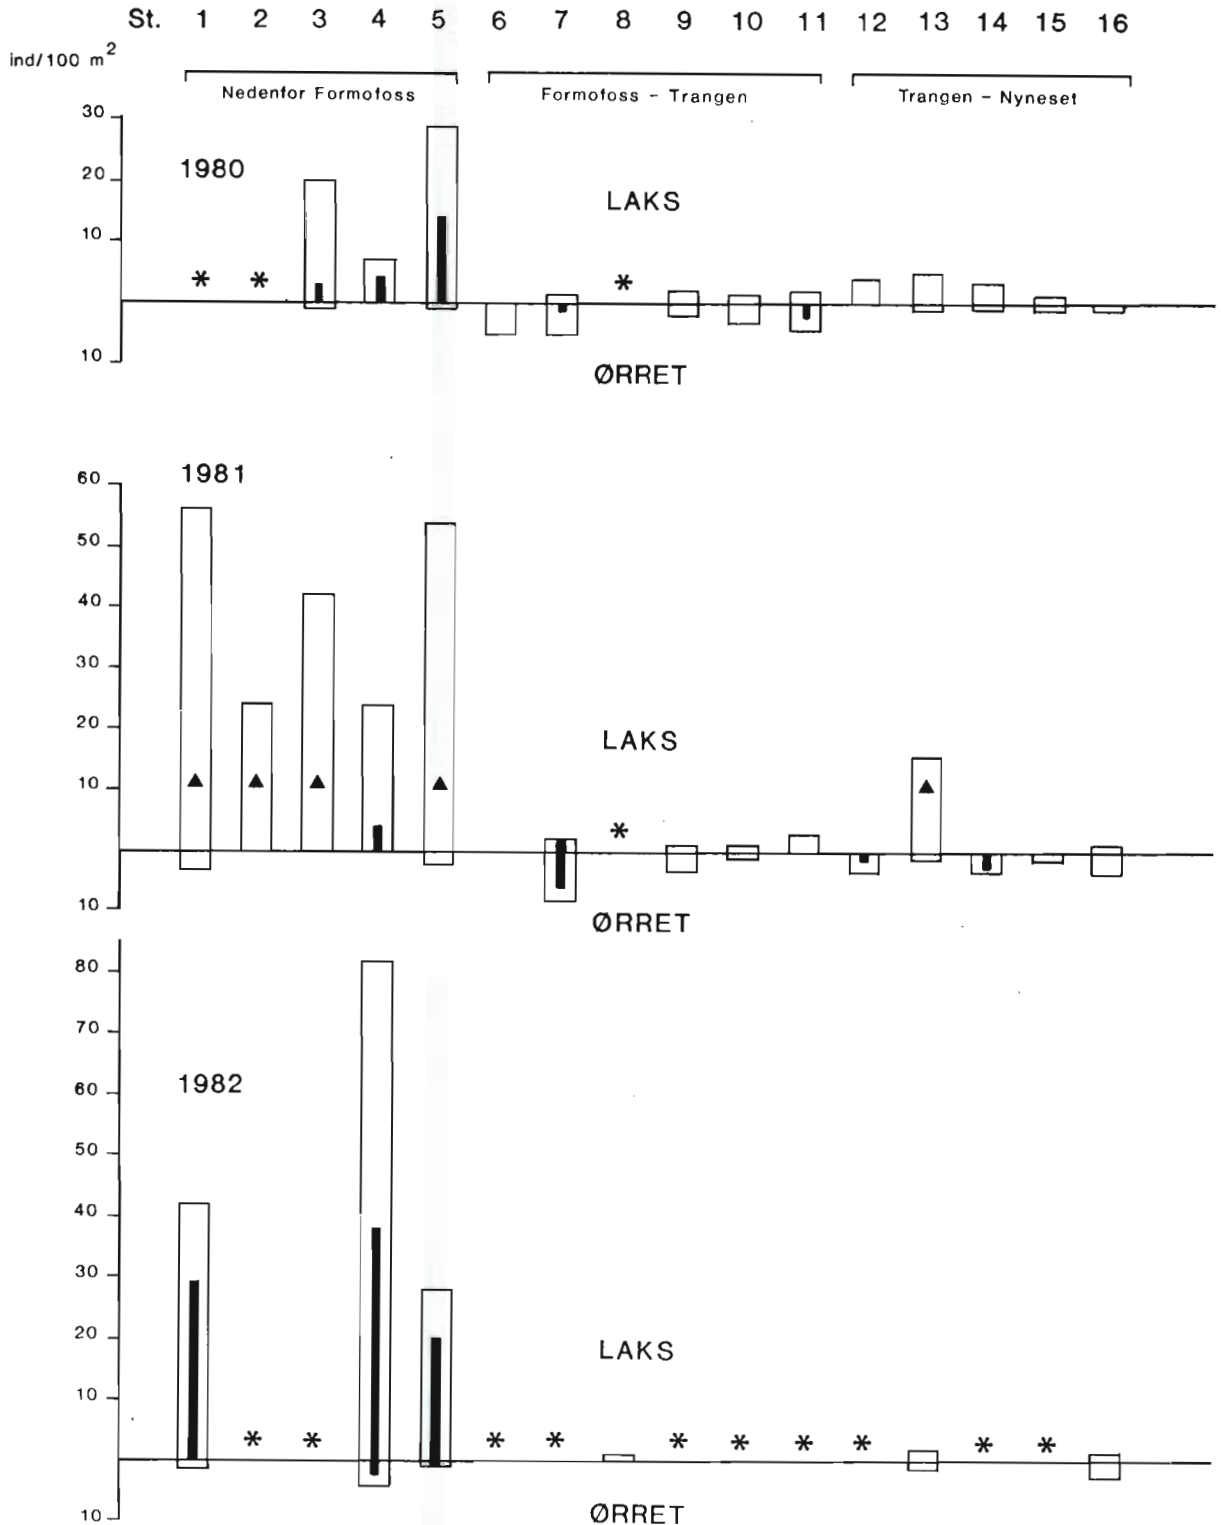 St. 1 2 3 4 5 6 7 8 9 10 11 12 13 14 15 16
ind/100 m²
Nedenfor Formofoss Formofoss – Trangen Trangen – Nyneset
30
1980
20
LAKS
10
* * *
10
ØRRET
60
1981
50
40
30
20
LAKS
10
*
10
ØRRET
80
70
60
1982
50
40
30
20
LAKS
10
* * * * * * * * * *
10
ØRRET